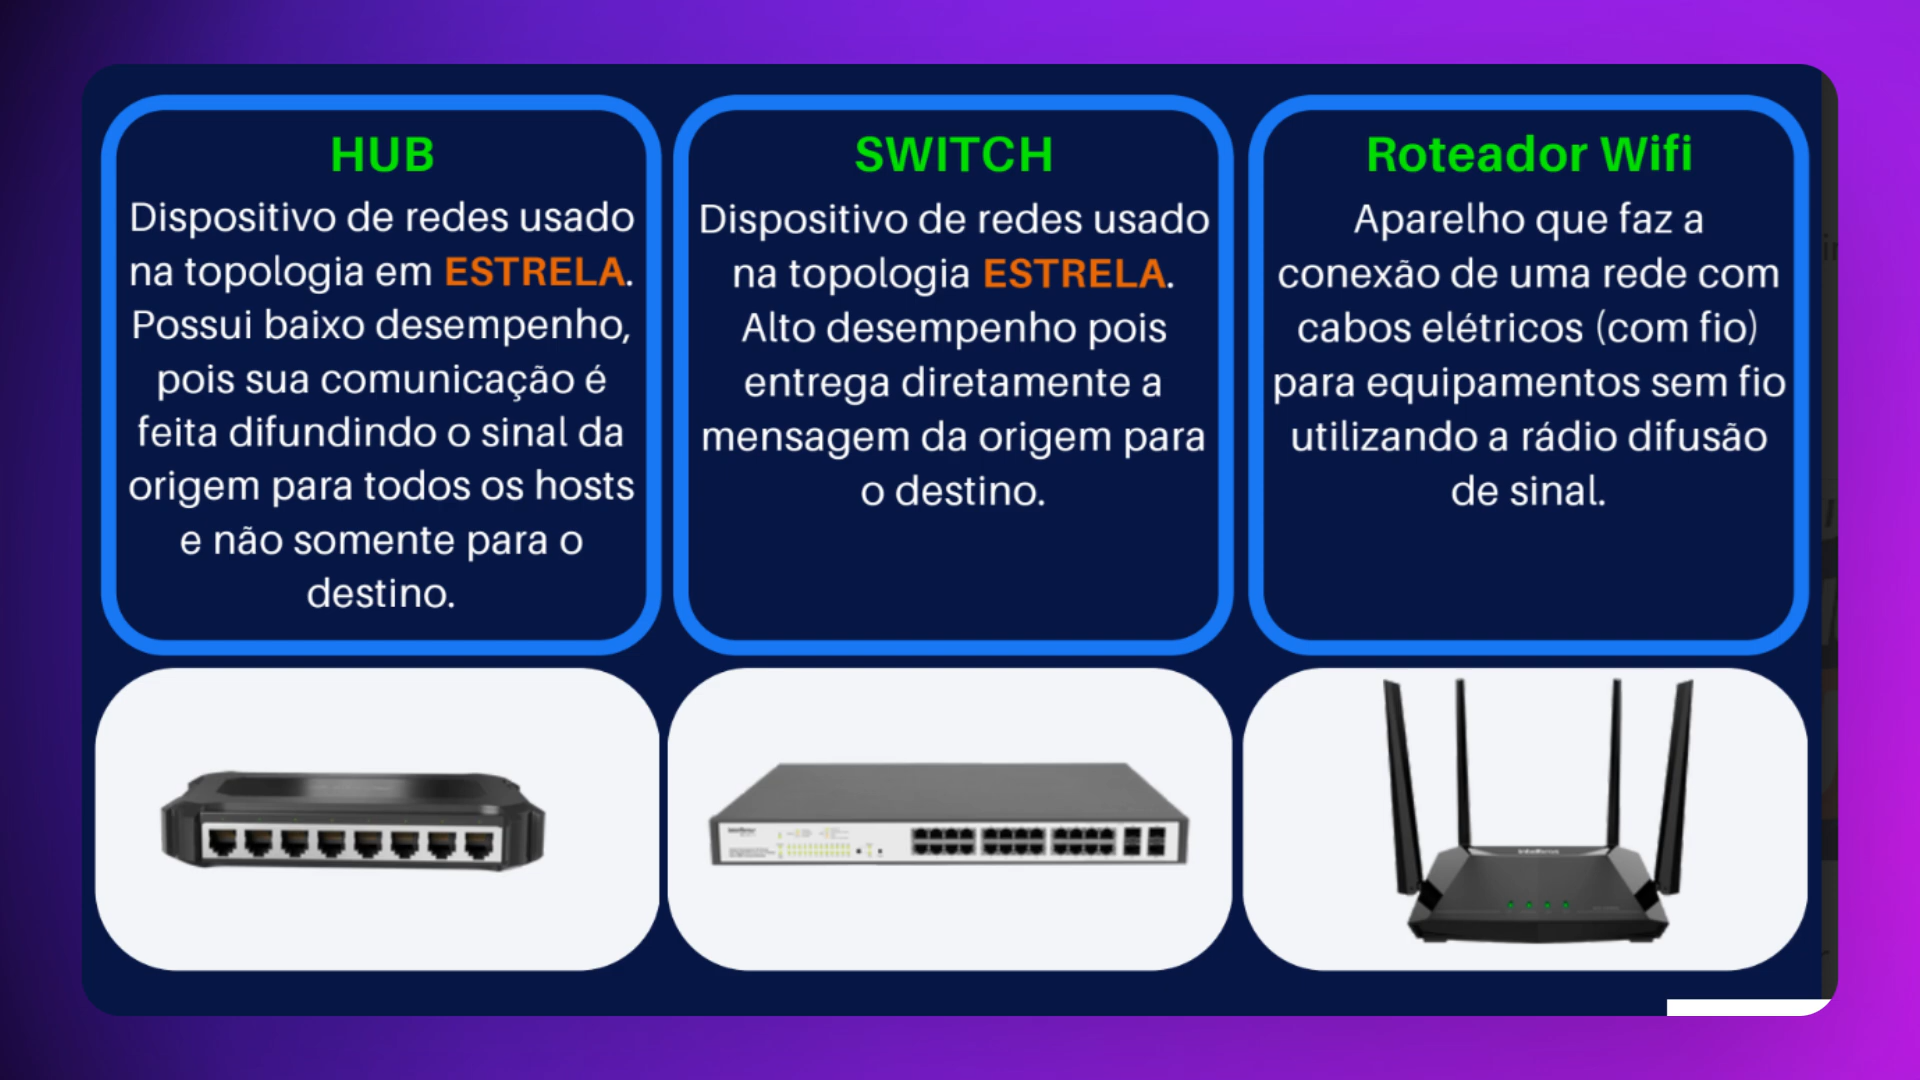 HUB
Dispositivo de redes usado
na topologia em ESTRELA.
Possui baixo desempenho,
pois sua comunicação é
feita difundindo o sinal da
origem para todos os hosts
e não somente para o
destino.
SWITCH
Dispositivo de redes usado
na topologia ESTRELA.
Alto desempenho pois
entrega diretamente a
mensagem da origem para
o destino.
Roteador Wifi
Aparelho que faz a
conexão de uma rede com
cabos elétricos (com fio)
para equipamentos sem fio
utilizando a rádio difusão
de sinal.